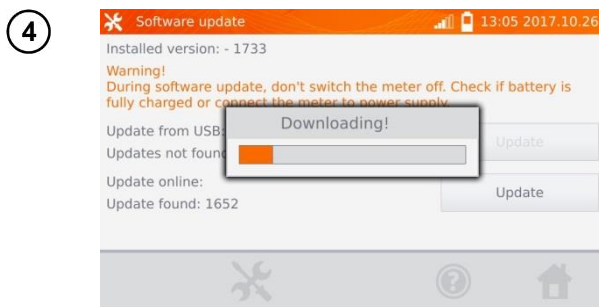 4
Software update 13:05 2017.10.26
Installed version: - 1733
Warning!
During software update, don't switch the meter off. Check if battery is
fully charged or connect the meter to power supply.
Downloading!
Update from USB:
Updates not found
Update
Update online:
Update found: 1652
Update
?